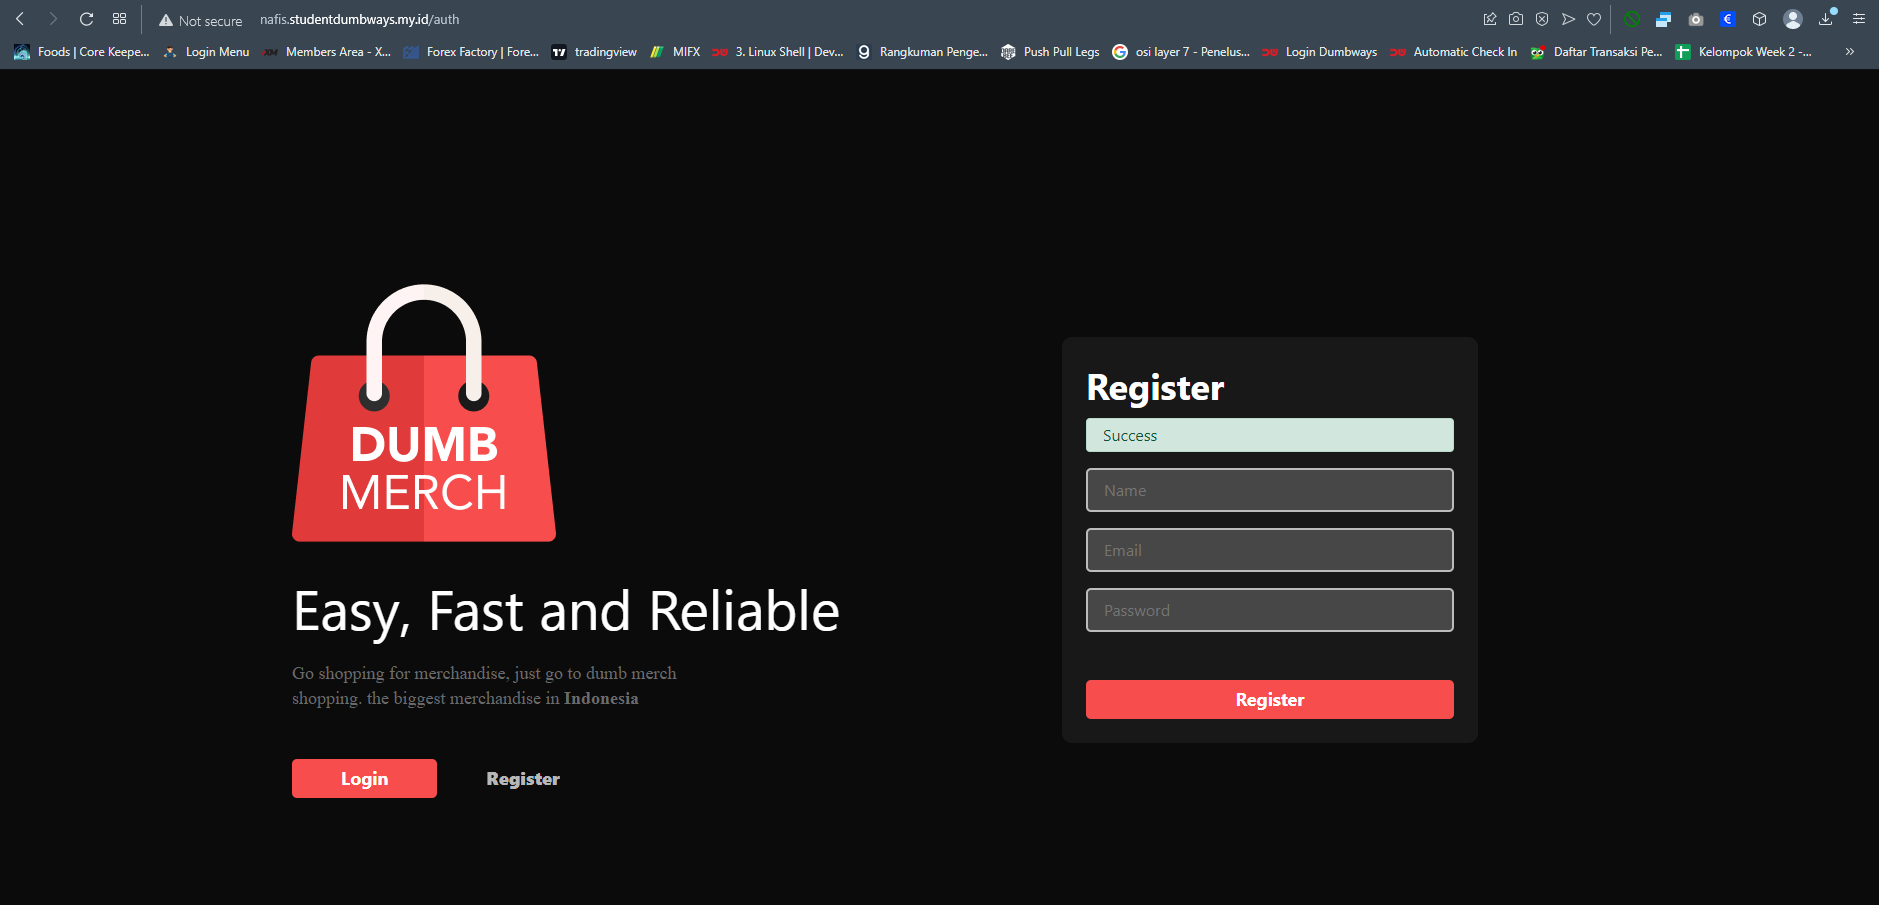 Not secure
nafis.studentdumbways.my.id/auth
Foods | Core Keepe...
Login Menu
XM
Members Area - X...
Forex Factory | Fore...
tradingview
MIFX
3. Linux Shell | Dev...
Rangkuman Penge...
Push Pull Legs
osi layer 7 - Penelus...
Login Dumbways
Automatic Check In
Daftar Transaksi Pe...
Kelompok Week 2 -...
DUMB
MERCH
Easy, Fast and Reliable
Go shopping for merchandise, just go to dumb merch
shopping. the biggest merchandise in Indonesia
Login
Register
Register
Success
Name
Email
Password
Register